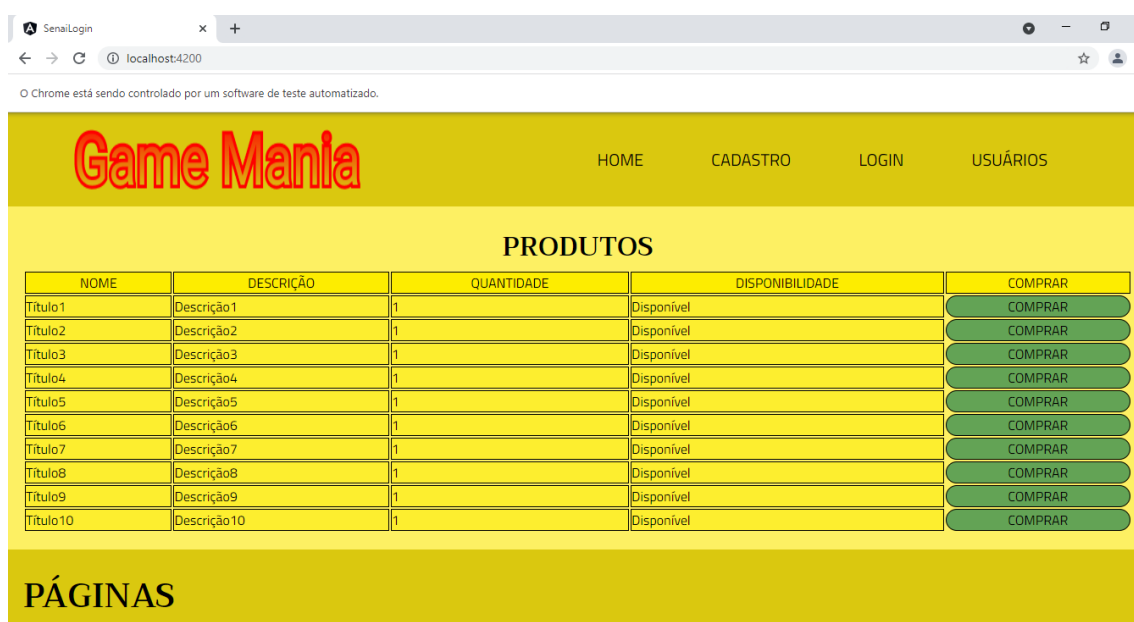 SenaiLogin
localhost:4200
O Chrome está sendo controlado por um software de teste automatizado.
Game Mania HOME CADASTRO LOGIN USUÁRIOS
PRODUTOS
NOME DESCRIÇÃO QUANTIDADE DISPONIBILIDADE COMPRAR
Título1 Descrição1 1 Disponível COMPRAR
Título2 Descrição2 1 Disponível COMPRAR
Título3 Descrição3 1 Disponível COMPRAR
Título4 Descrição4 1 Disponível COMPRAR
Título5 Descrição5 1 Disponível COMPRAR
Título6 Descrição6 1 Disponível COMPRAR
Título7 Descrição7 1 Disponível COMPRAR
Título8 Descrição8 1 Disponível COMPRAR
Título9 Descrição9 1 Disponível COMPRAR
Título10 Descrição10 1 Disponível COMPRAR
PÁGINAS